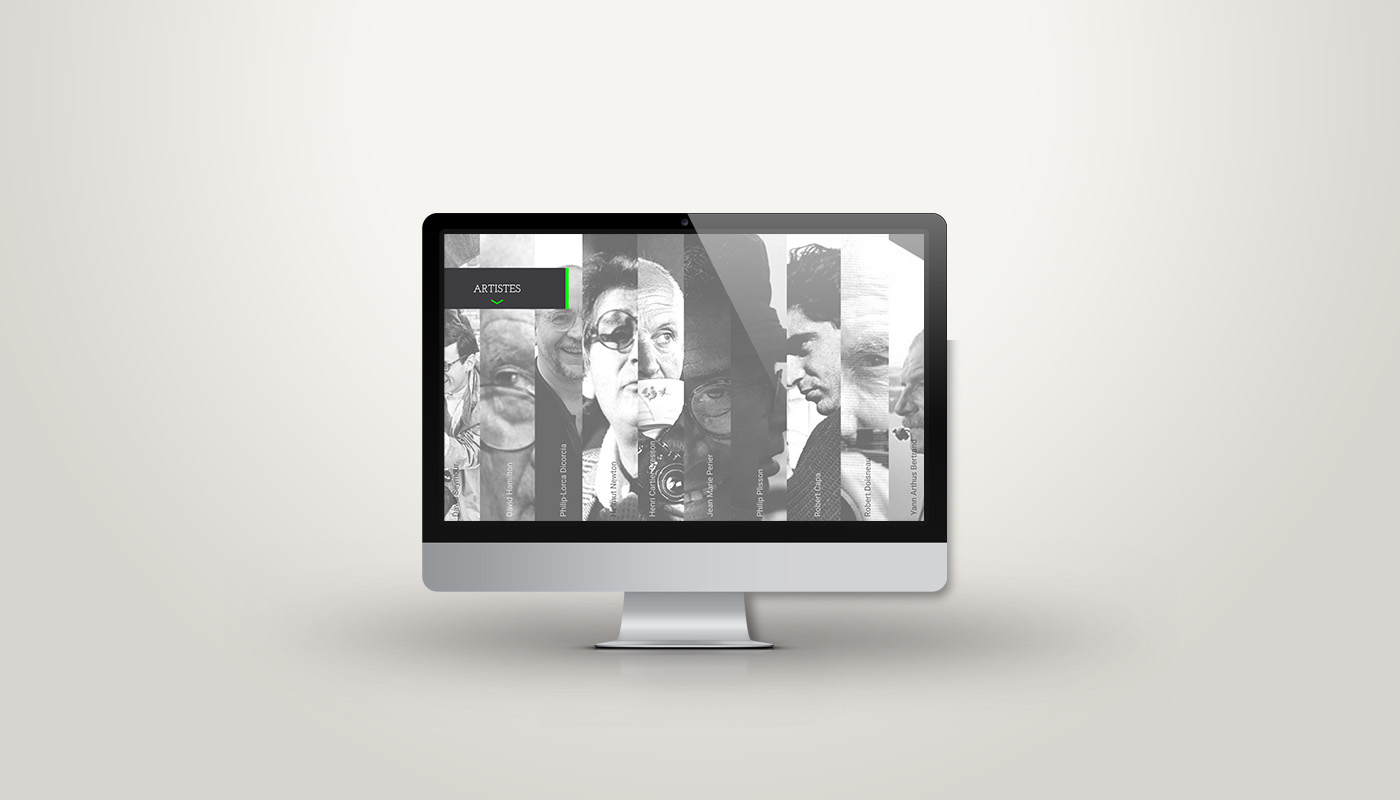 ARTISTES
David Seymour
David Hamilton
Philip-Lorca Dicorcia
Helmut Newton
Henri Cartier-Bresson
Jean Marie Perier
Philip Plisson
Robert Capa
Robert Doisneau
Yann Arthus Bertrand